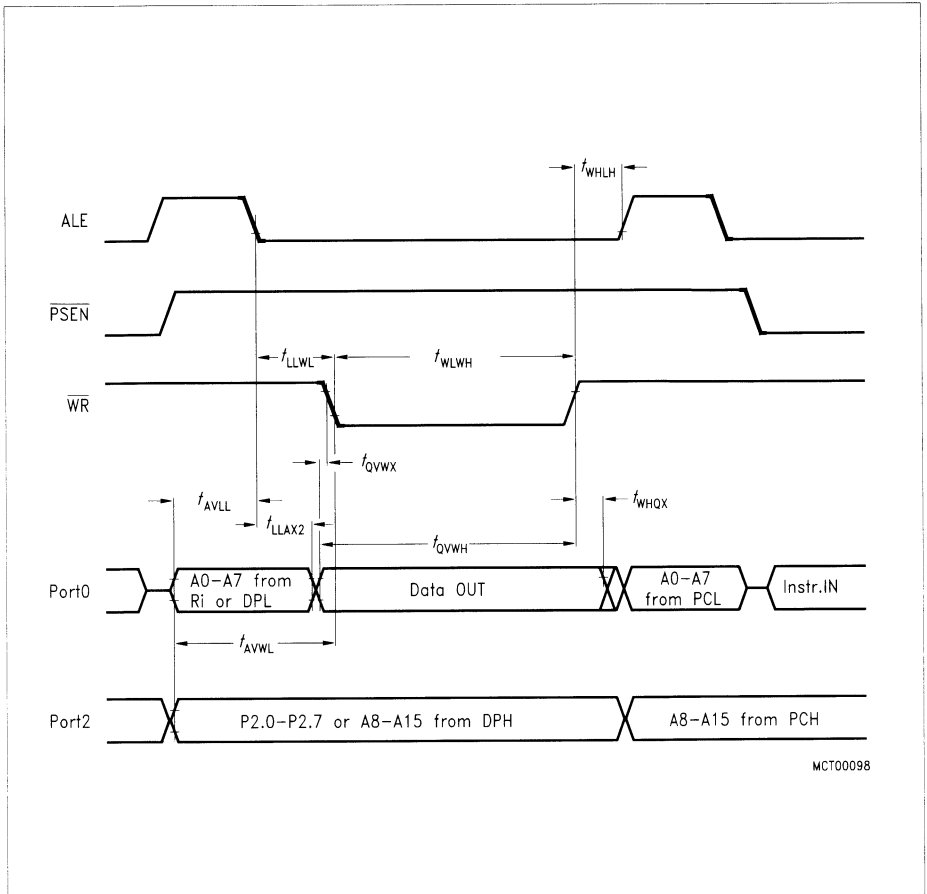 tWHLH
ALE
PSEN
tLLWL
tWLWH
WR
tQVWX
tAVLL
tWHQX
tLLAX2
tQVWH
Port0
A0–A7 from
Ri or DPL
Data OUT
A0–A7
from PCL
Instr.IN
tAVWL
Port2
P2.0–P2.7 or A8–A15 from DPH
A8–A15 from PCH
MCT00098